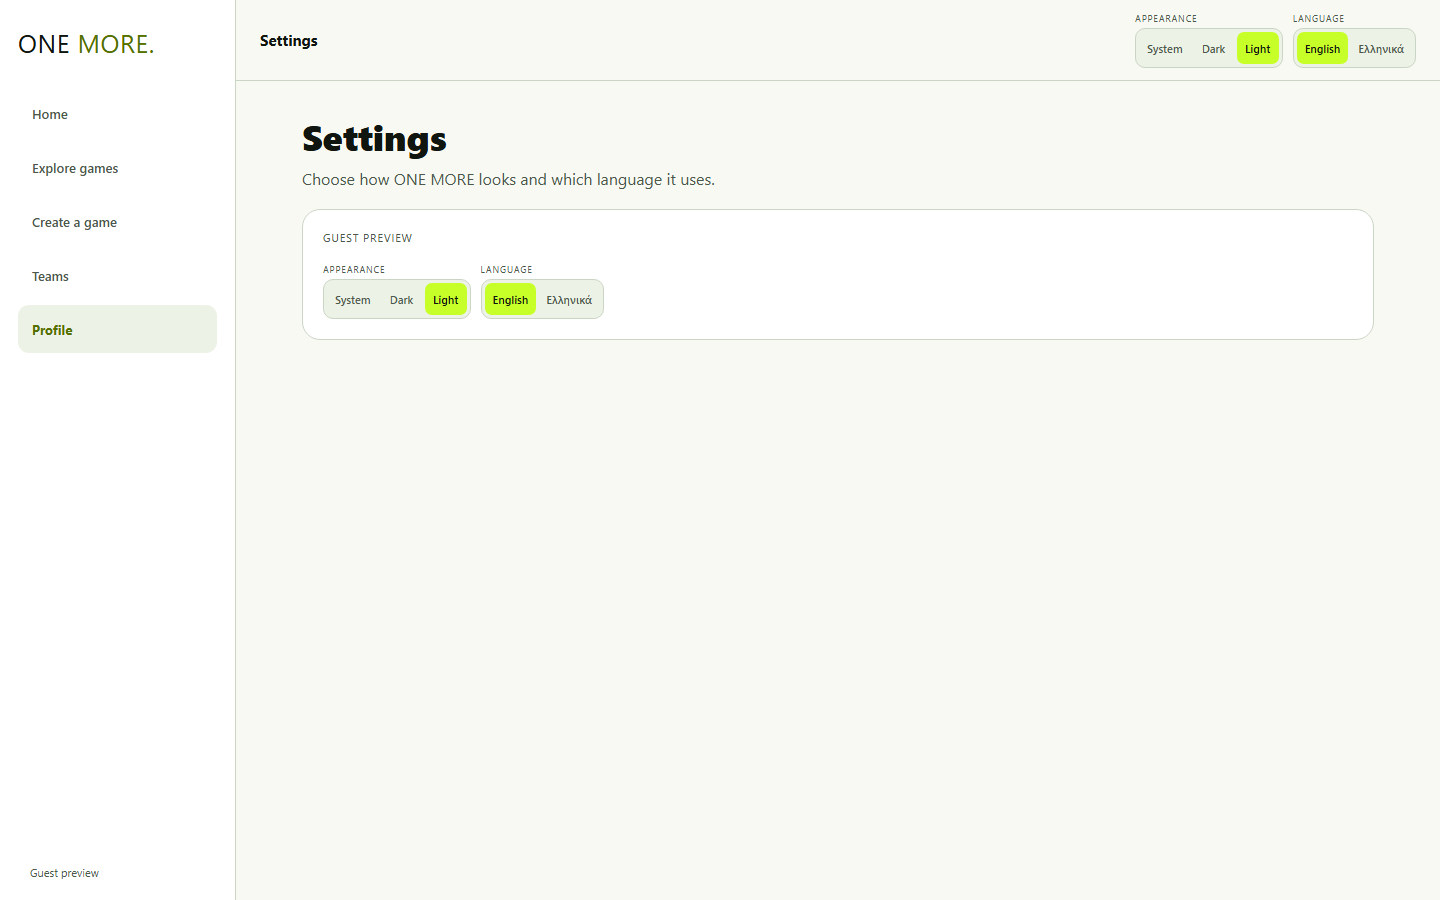 ONE MORE.
Home
Explore games
Create a game
Teams
Profile
Guest preview
Settings
APPEARANCE
System Dark Light
LANGUAGE
English Ελληνικά
Settings
Choose how ONE MORE looks and which language it uses.
GUEST PREVIEW
APPEARANCE
System Dark Light
LANGUAGE
English Ελληνικά